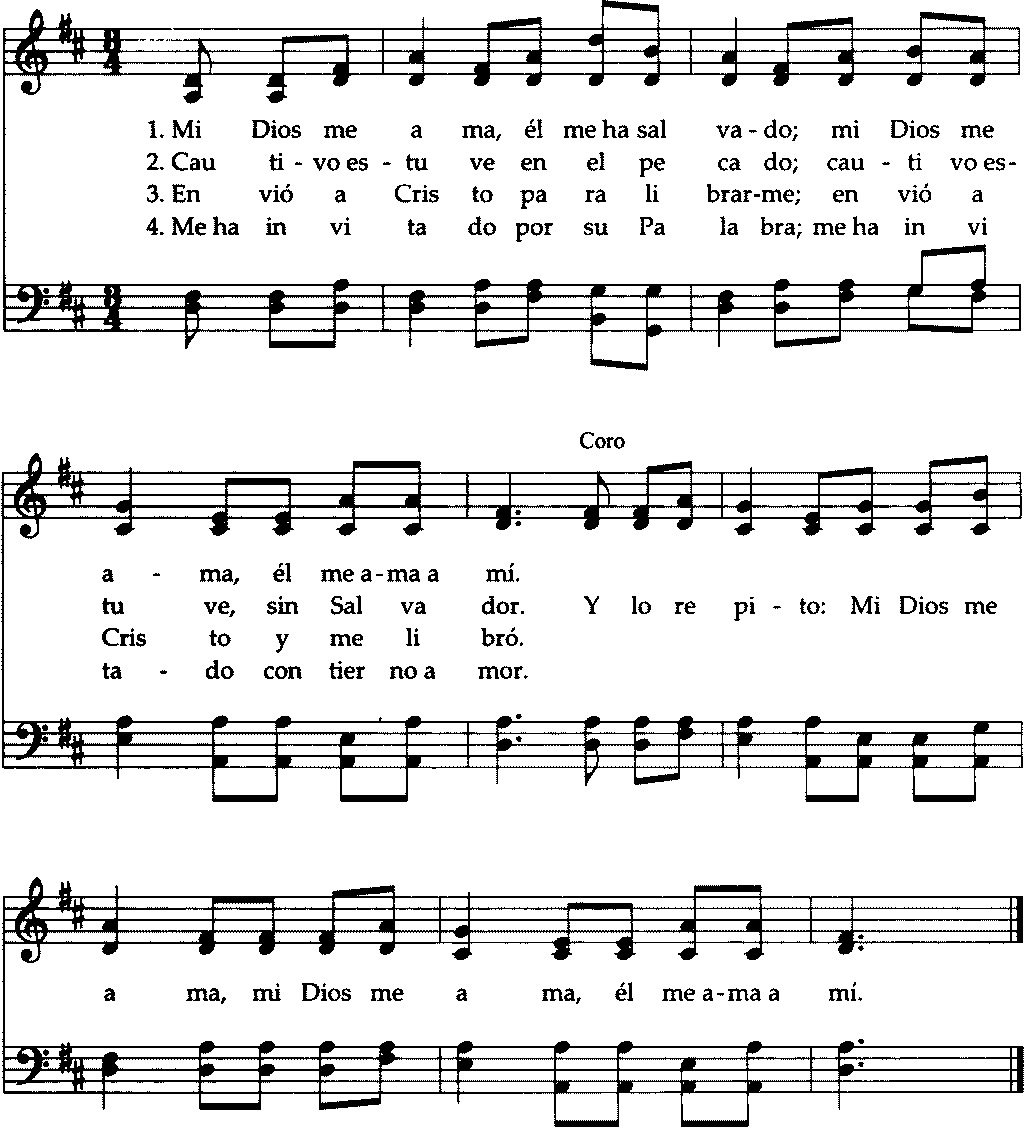 3
4
1. Mi Dios me a ma, él me ha sal va - do; mi Dios me
2. Cau ti - vo es - tu ve en el pe ca do; cau - ti vo es-
3. En vió a Cris to pa ra li brar-me; en vió a
4. Me ha in vi ta do por su Pa la bra; me ha in vi
3
4
Coro
a - ma, él me a-ma a mí.
tu ve, sin Sal va dor. Y lo re pi - to: Mi Dios me
Cris to y me li bró.
ta - do con tier no a mor.
a ma, mi Dios me a ma, él me a-ma a mí.